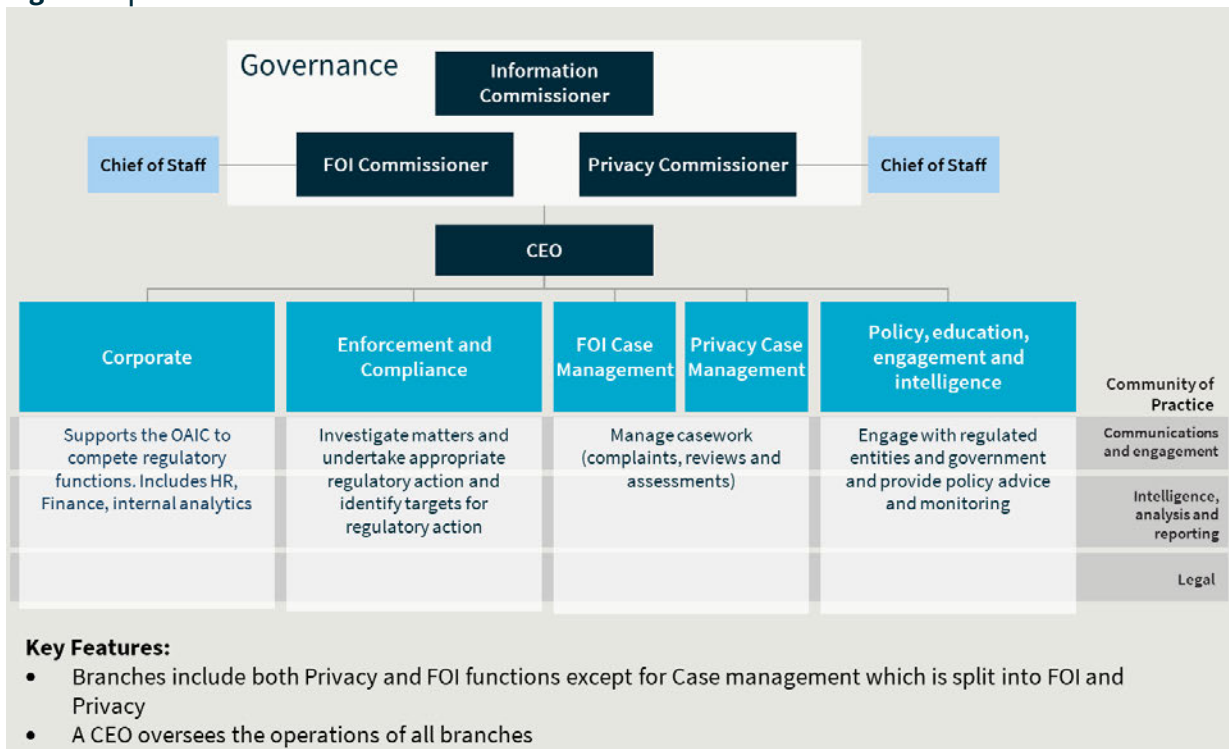 Governance
Information
Commissioner
Chief of Staff
FOI Commissioner
Privacy Commissioner
Chief of Staff
CEO
Corporate
Enforcement and
Compliance
FOI Case
Management
Privacy Case
Management
Policy, education,
engagement and
intelligence
Community of
Practice
Supports the OAIC to
compete regulatory
functions. Includes HR,
Finance, internal analytics
Investigate matters and
undertake appropriate
regulatory action and
identify targets for
regulatory action
Manage casework
(complaints, reviews and
assessments)
Engage with regulated
entities and government
and provide policy advice
and monitoring
Communications
and engagement
Intelligence,
analysis and
reporting
Legal
Key Features:
• Branches include both Privacy and FOI functions except for Case management which is split into FOI and
Privacy
• A CEO oversees the operations of all branches